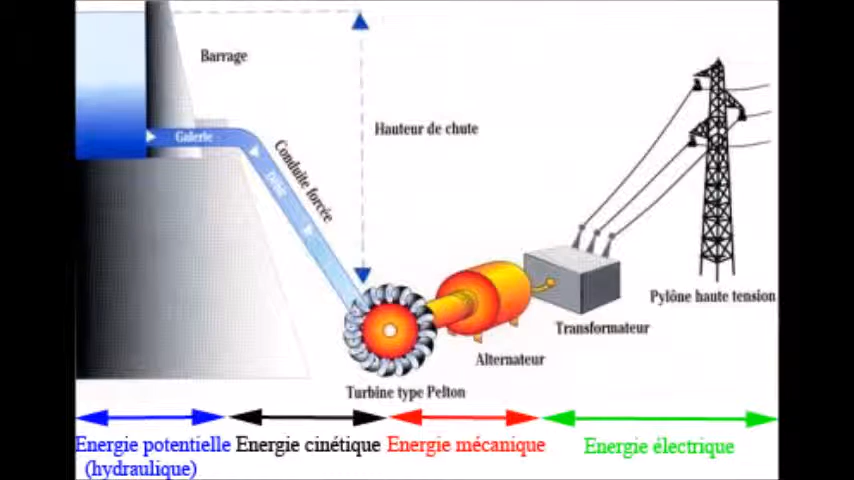 Barrage
Hauteur de chute
Galerie
Conduite forcée
Débit
Pylône haute tension
Transformateur
Alternateur
Turbine type Pelton
Energie potentielle
(hydraulique)
Energie cinétique
Energie mécanique
Energie électrique